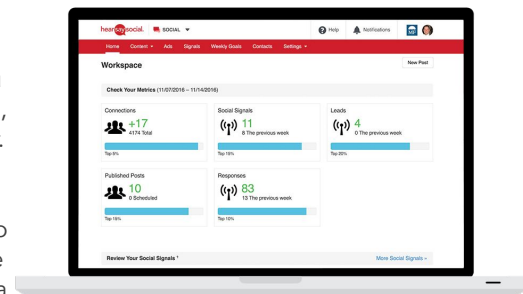 hearsaysocial. SOCIAL ▼ Help Notifications MF
Home Content Ads Signals Weekly Goals Contacts Settings
Workspace New Post
Check Your Metrics (11/07/2016 – 11/14/2016)
Connections Social Signals Leads
+17 11 4
4174 Total 8 The previous week 0 The previous week
Top 5% Top 15% Top 20%
Published Posts Responses
10 83
0 Scheduled 13 The previous week
Top 15% Top 10%
Review Your Social Signals More Social Signals